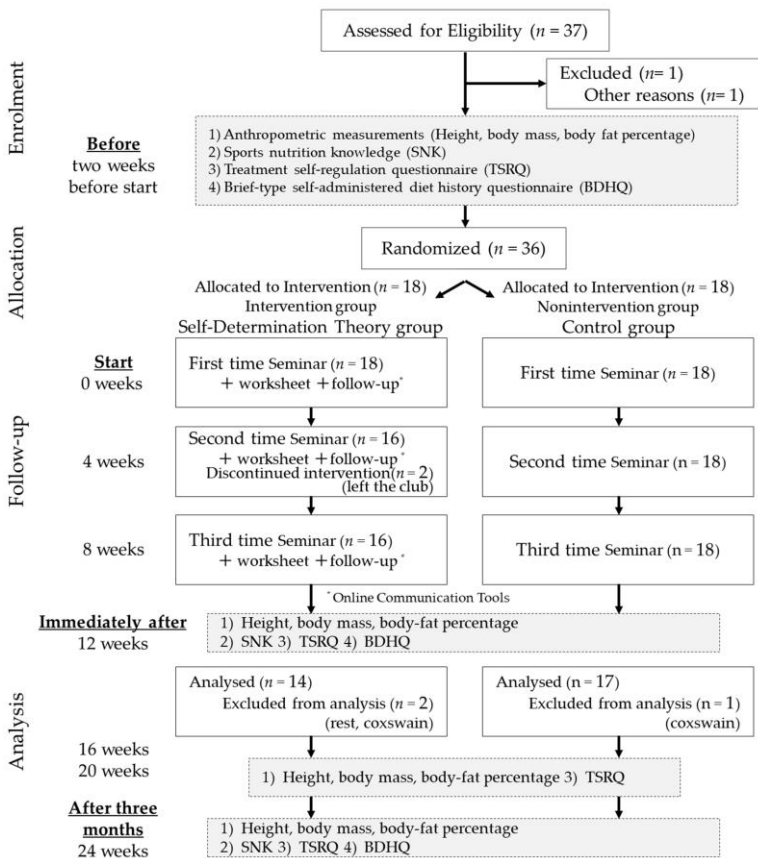 Assessed for Eligibility (n = 37)
Excluded (n= 1)
Other reasons (n= 1)
Enrolment
Before
two weeks
before start
1) Anthropometric measurements (Height, body mass, body fat percentage)
2) Sports nutrition knowledge (SNK)
3) Treatment self-regulation questionnaire (TSRQ)
4) Brief-type self-administered diet history questionnaire (BDHQ)
Allocation
Randomized (n = 36)
Allocated to Intervention (n = 18)
Intervention group
Self-Determination Theory group
Allocated to Intervention (n = 18)
Nonintervention group
Control group
Start
0 weeks
First time Seminar (n = 18)
+ worksheet +follow-up*
First time Seminar (n = 18)
Follow-up
4 weeks
Second time Seminar (n = 16)
+ worksheet +follow-up*
Discontinued intervention(n = 2)
(left the club)
Second time Seminar (n = 18)
8 weeks
Third time Seminar (n = 16)
+ worksheet +follow-up*
Third time Seminar (n = 18)
* Online Communication Tools
Immediately after
12 weeks
1) Height, body mass, body-fat percentage
2) SNK 3) TSRQ 4) BDHQ
Analysis
Analysed (n = 14)
Excluded from analysis (n = 2)
(rest, coxswain)
Analysed (n = 17)
Excluded from analysis (n = 1)
(coxswain)
16 weeks
20 weeks
1) Height, body mass, body-fat percentage 3) TSRQ
After three
months
24 weeks
1) Height, body mass, body-fat percentage
2) SNK 3) TSRQ 4) BDHQ